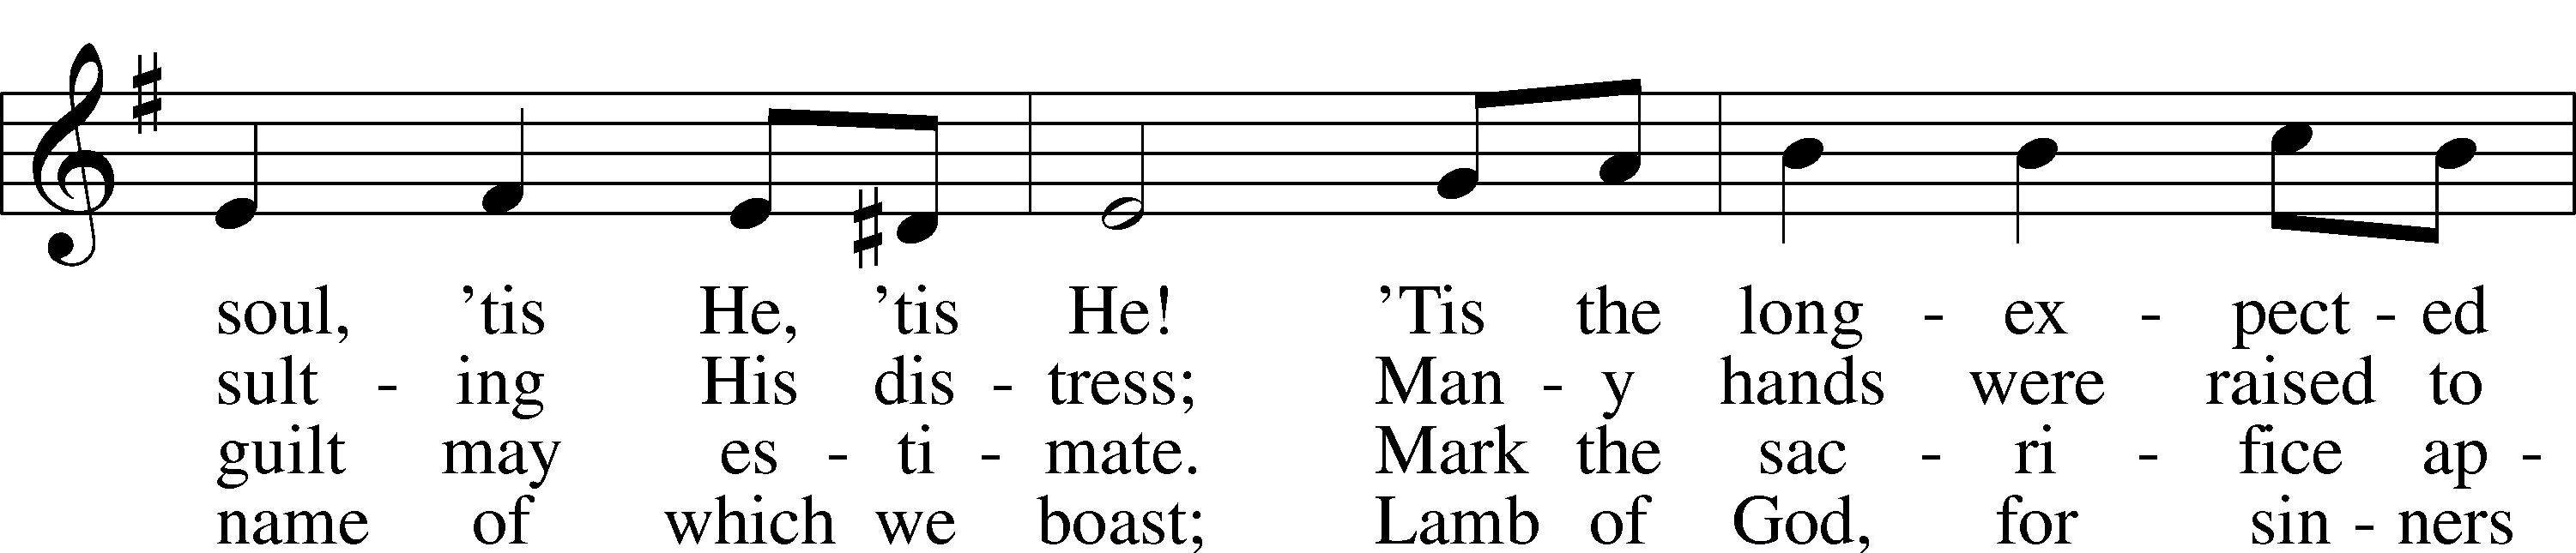 soul, ’tis He, ’tis He! ’Tis the long - ex - pect - ed
sult - ing His dis - tress; Man - y hands were raised to
guilt may es - ti - mate. Mark the sac - ri - fice ap -
name of which we boast; Lamb of God, for sin - ners